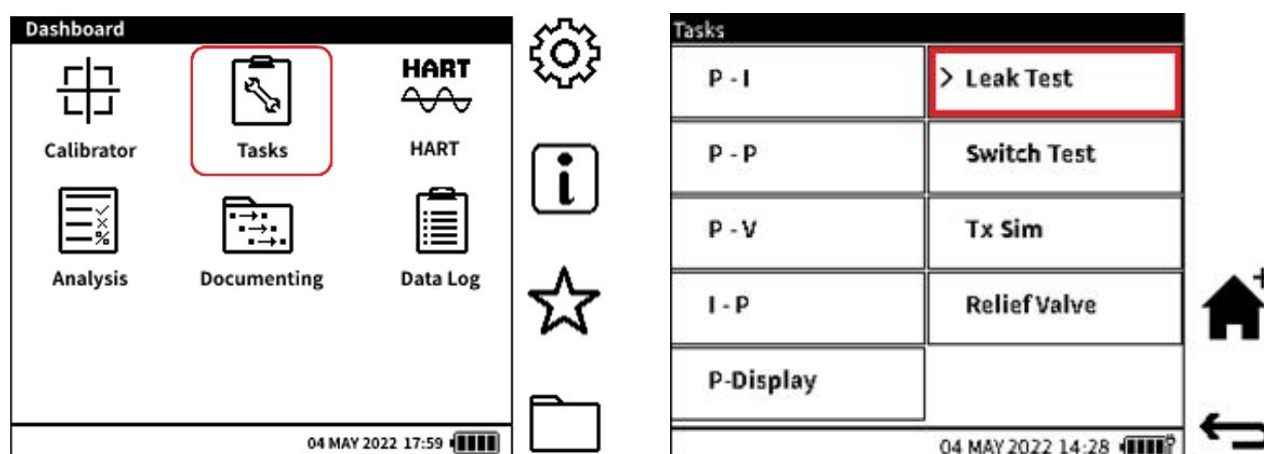 Dashboard
HART
Calibrator Tasks HART
Analysis Documenting Data Log
04 MAY 2022 17:59
Tasks
P - I > Leak Test
P - P Switch Test
P - V Tx Sim
I - P Relief Valve
P-Display
04 MAY 2022 14:28